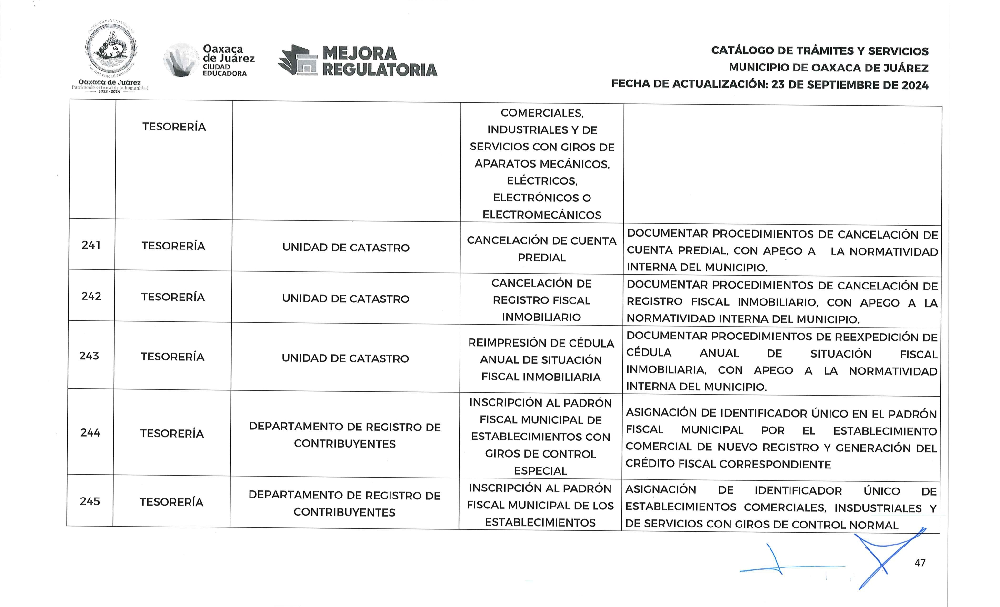 Oaxaca de Juárez
Patrimonio cultural de la humanidad
2022 - 2024
Oaxaca
de Juárez
CIUDAD
EDUCADORA
MEJORA
REGULATORIA
CATÁLOGO DE TRÁMITES Y SERVICIOS
MUNICIPIO DE OAXACA DE JUÁREZ
FECHA DE ACTUALIZACIÓN: 23 DE SEPTIEMBRE DE 2024
TESORERÍA
COMERCIALES,
INDUSTRIALES Y DE
SERVICIOS CON GIROS DE
APARATOS MECÁNICOS,
ELÉCTRICOS,
ELECTRÓNICOS O
ELECTROMECÁNICOS
241
TESORERÍA
UNIDAD DE CATASTRO
CANCELACIÓN DE CUENTA
PREDIAL
DOCUMENTAR PROCEDIMIENTOS DE CANCELACIÓN DE
CUENTA PREDIAL, CON APEGO A LA NORMATIVIDAD
INTERNA DEL MUNICIPIO.
242
TESORERÍA
UNIDAD DE CATASTRO
CANCELACIÓN DE
REGISTRO FISCAL
INMOBILIARIO
DOCUMENTAR PROCEDIMIENTOS DE CANCELACIÓN DE
REGISTRO FISCAL INMOBILIARIO, CON APEGO A LA
NORMATIVIDAD INTERNA DEL MUNICIPIO.
243
TESORERÍA
UNIDAD DE CATASTRO
REIMPRESIÓN DE CÉDULA
ANUAL DE SITUACIÓN
FISCAL INMOBILIARIA
DOCUMENTAR PROCEDIMIENTOS DE REEXPEDICIÓN DE
CÉDULA ANUAL DE SITUACIÓN FISCAL
INMOBILIARIA, CON APEGO A LA NORMATIVIDAD
INTERNA DEL MUNICIPIO.
244
TESORERÍA
DEPARTAMENTO DE REGISTRO DE
CONTRIBUYENTES
INSCRIPCIÓN AL PADRÓN
FISCAL MUNICIPAL DE
ESTABLECIMIENTOS CON
GIROS DE CONTROL
ESPECIAL
ASIGNACIÓN DE IDENTIFICADOR ÚNICO EN EL PADRÓN
FISCAL MUNICIPAL POR EL ESTABLECIMIENTO
COMERCIAL DE NUEVO REGISTRO Y GENERACIÓN DEL
CRÉDITO FISCAL CORRESPONDIENTE
245
TESORERÍA
DEPARTAMENTO DE REGISTRO DE
CONTRIBUYENTES
INSCRIPCIÓN AL PADRÓN
FISCAL MUNICIPAL DE LOS
ESTABLECIMIENTOS
ASIGNACIÓN DE IDENTIFICADOR ÚNICO DE
ESTABLECIMIENTOS COMERCIALES, INSDUSTRIALES Y
DE SERVICIOS CON GIROS DE CONTROL NORMAL
47